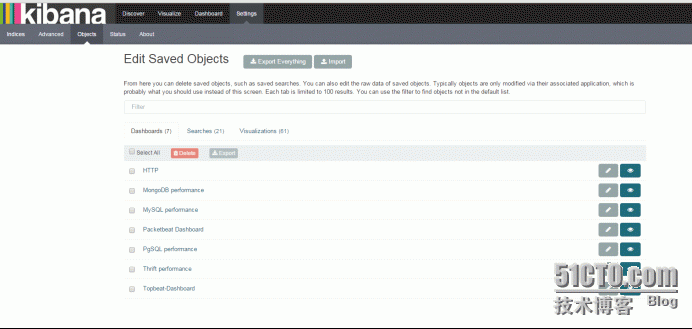 kibana Discover Visualize Dashboard Settings
Indices Advanced Objects Status About
Edit Saved Objects Export Everything Import
From here you can delete saved objects, such as saved searches. You can also edit the raw data of saved objects. Typically objects are only modified via their associated application, which is
probably what you should use instead of this screen. Each tab is limited to 100 results. You can use the filter to find objects not in the default list.
Filter
Dashboards (7) Searches (21) Visualizations (61)
Select All Delete Export
HTTP
MongoDB performance
MySQL performance
Packetbeat Dashboard
PgSQL performance
Thrift performance
Topbeat-Dashboard
51CTO.com
技术博客 Blog